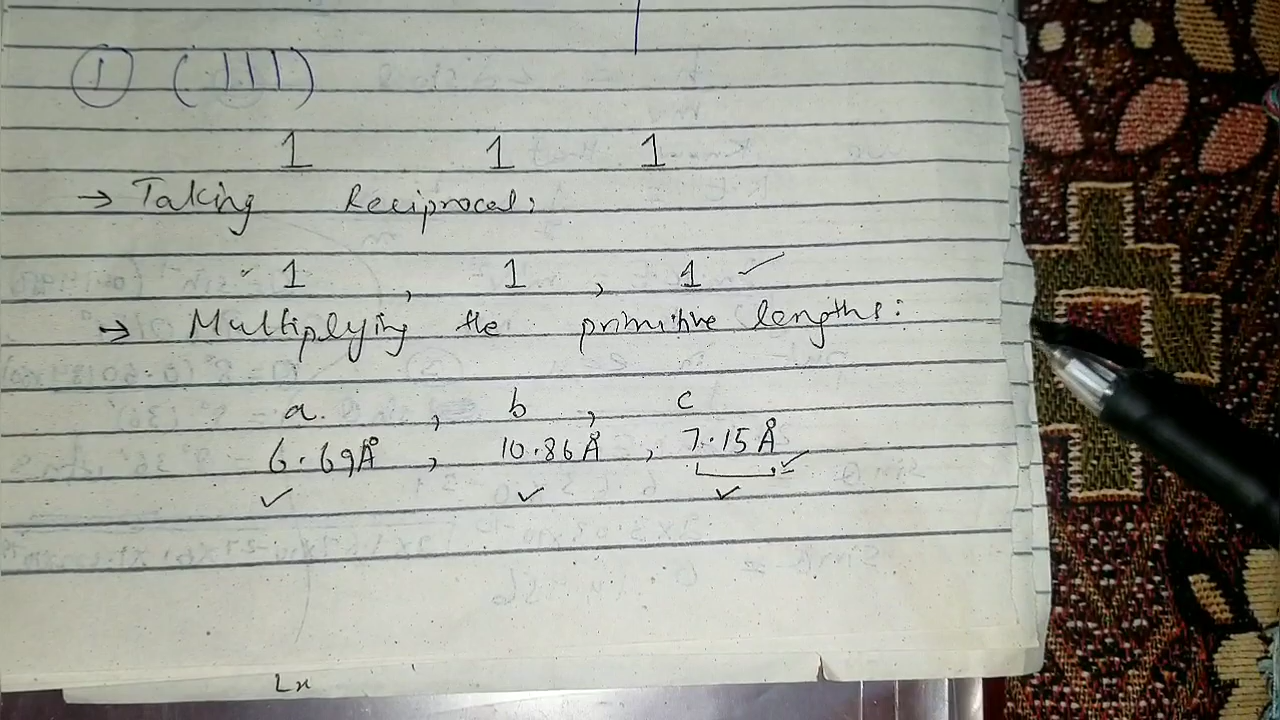 ① (111)
1 1 1
→ Taking Reciprocal:
1 , 1 , 1 ✓
→ Multiplying the primitive lengths:
a. , b , c
6.69Å , 10.86Å , 7.15Å